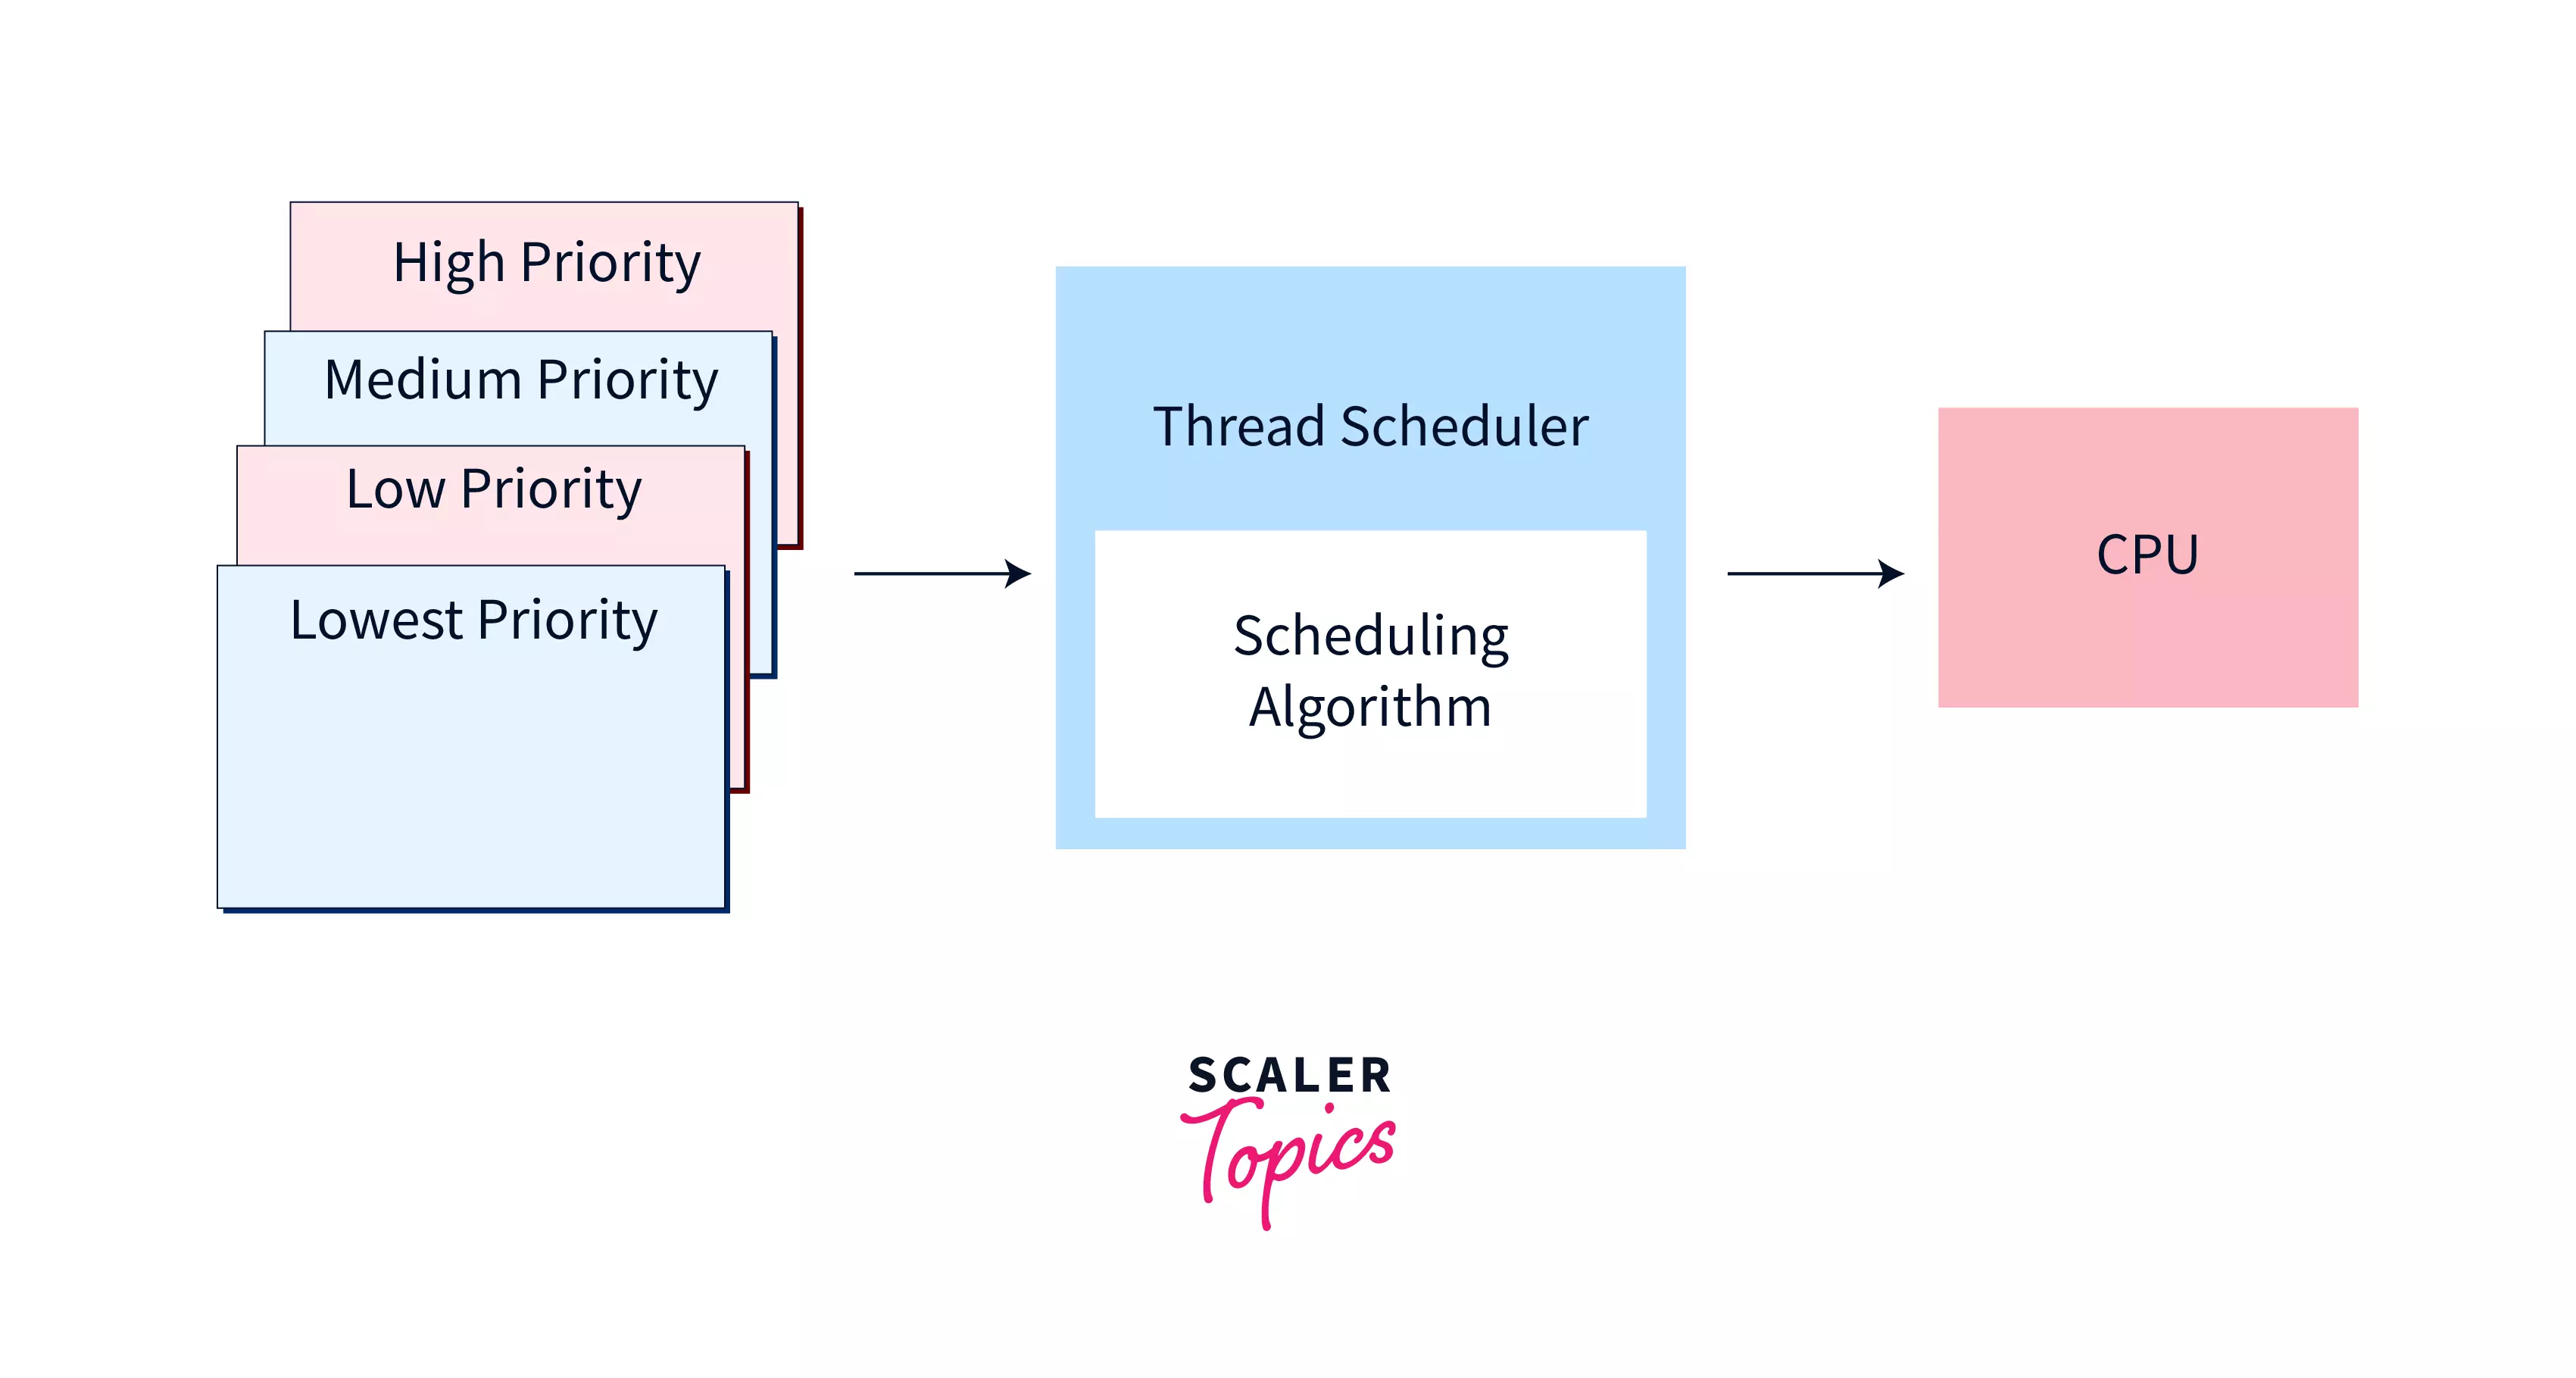 High Priority
Medium Priority
Low Priority
Lowest Priority
Thread Scheduler
Scheduling
Algorithm
CPU
SCALER
Topics